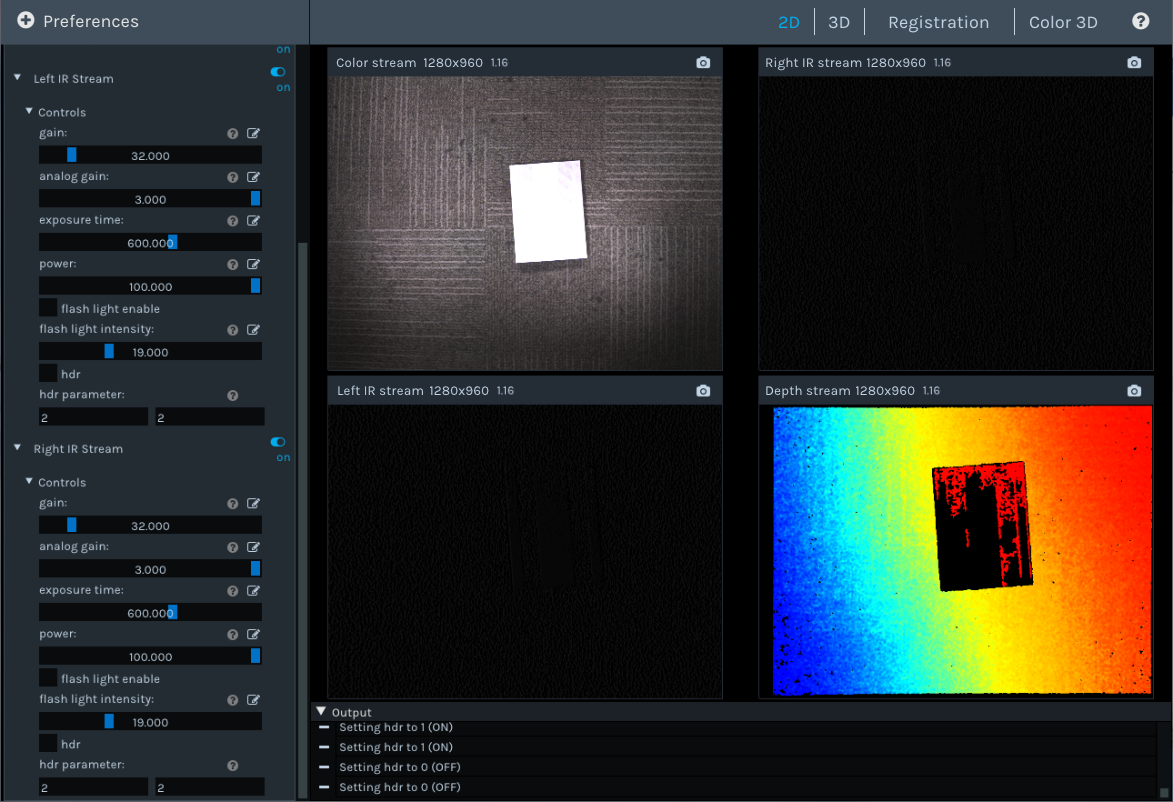 Preferences
2D
3D
Registration
Color 3D
?
on
Left IR Stream
on
Controls
gain:
?
32.000
analog gain:
?
3.000
exposure time:
?
600.000
power:
?
100.000
flash light enable
flash light intensity:
?
19.000
hdr
hdr parameter:
?
2 2
Right IR Stream
on
Controls
gain:
?
32.000
analog gain:
?
3.000
exposure time:
?
600.000
power:
?
100.000
flash light enable
flash light intensity:
?
19.000
hdr
hdr parameter:
?
2 2
Color stream 1280x960 1.16
Right IR stream 1280x960 1.16
Left IR stream 1280x960 1.16
Depth stream 1280x960 1.16
Output
Setting hdr to 1 (ON)
Setting hdr to 1 (ON)
Setting hdr to 0 (OFF)
Setting hdr to 0 (OFF)